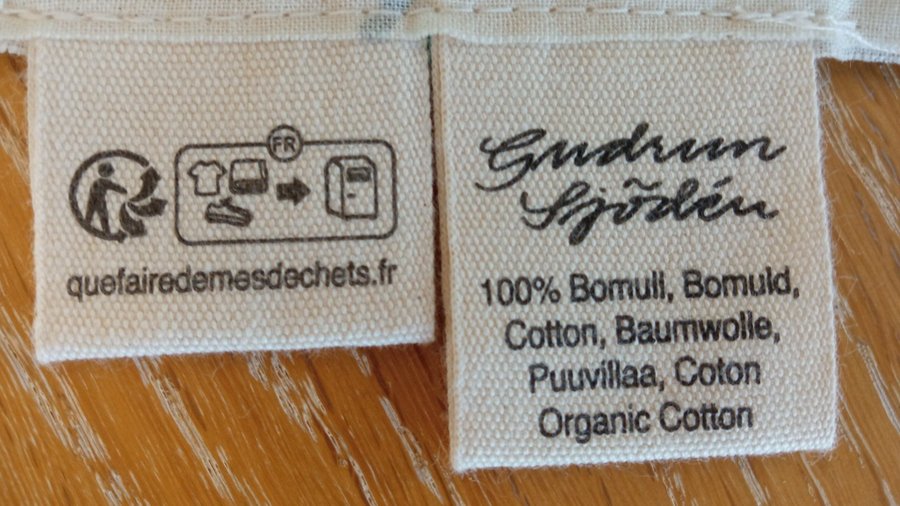 FR
quefairedemesdechets.fr
Gudrun
Sjödén
100% Bomull, Bomuld,
Cotton, Baumwolle,
Puuvillaa, Coton
Organic Cotton